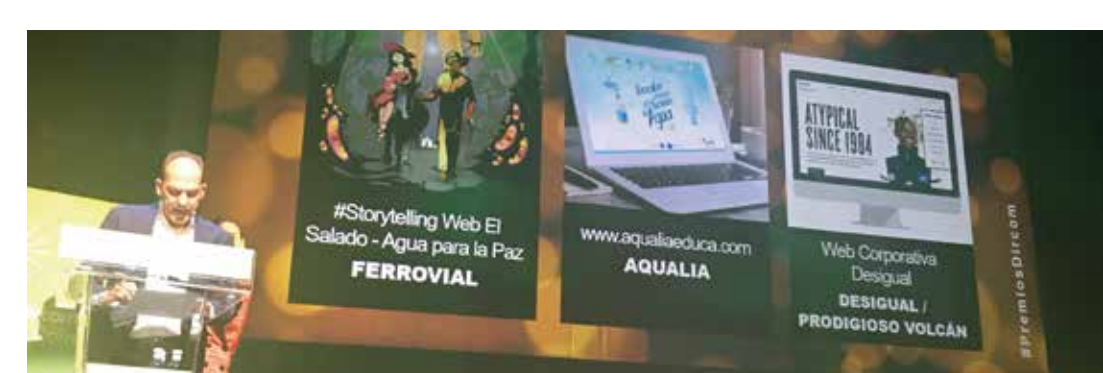 #Storytelling Web El
Salado - Agua para la Paz
FERROVIAL
www.aqualiaeduca.com
AQUALIA
ATYPICAL
SINCE 1984
Web Corporativa
Desigual
DESIGUAL /
PRODIGIOSO VOLCÁN
#PremiosDircom